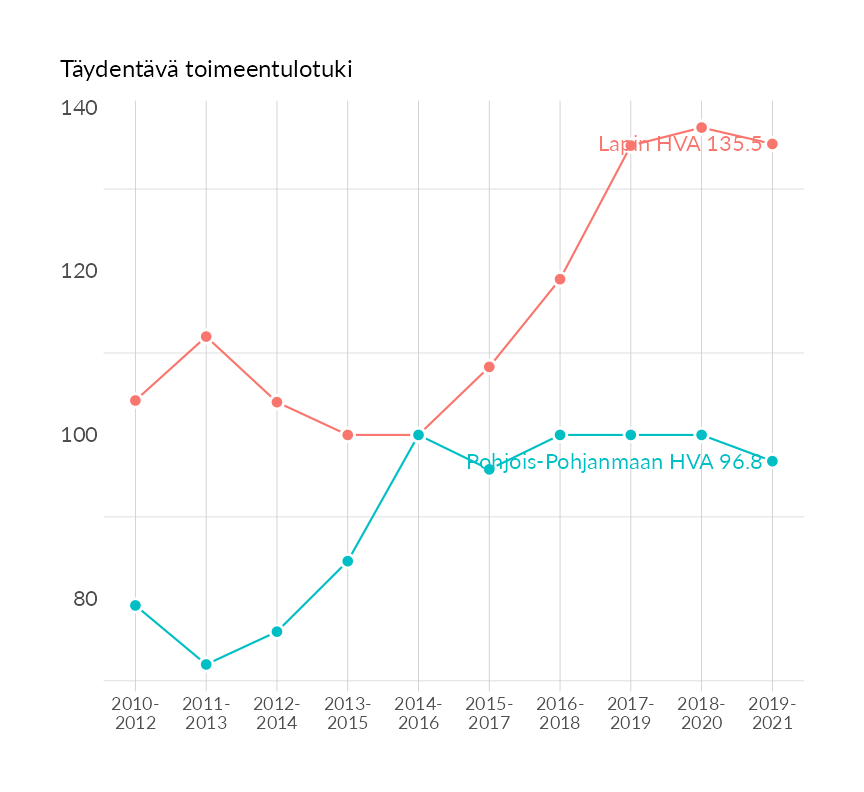 Täydentävä toimeentulotuki
140
Lapin HVA 135.5
120
100
Pohjois-Pohjanmaan HVA 96.8
80
2010- 2011- 2012- 2013- 2014- 2015- 2016- 2017- 2018- 2019-
2012 2013 2014 2015 2016 2017 2018 2019 2020 2021